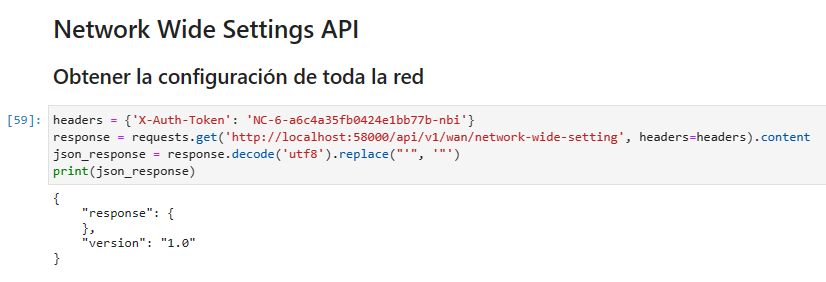 Network Wide Settings API
Obtener la configuración de toda la red
[59]: headers = {'X-Auth-Token': 'NC-6-a6c4a35fb0424e1bb77b-nbi'}
response = requests.get('http://localhost:58000/api/v1/wan/network-wide-setting', headers=headers).content
json_response = response.decode('utf8').replace("'", '"')
print(json_response)
{
    "response": {
    },
    "version": "1.0"
}